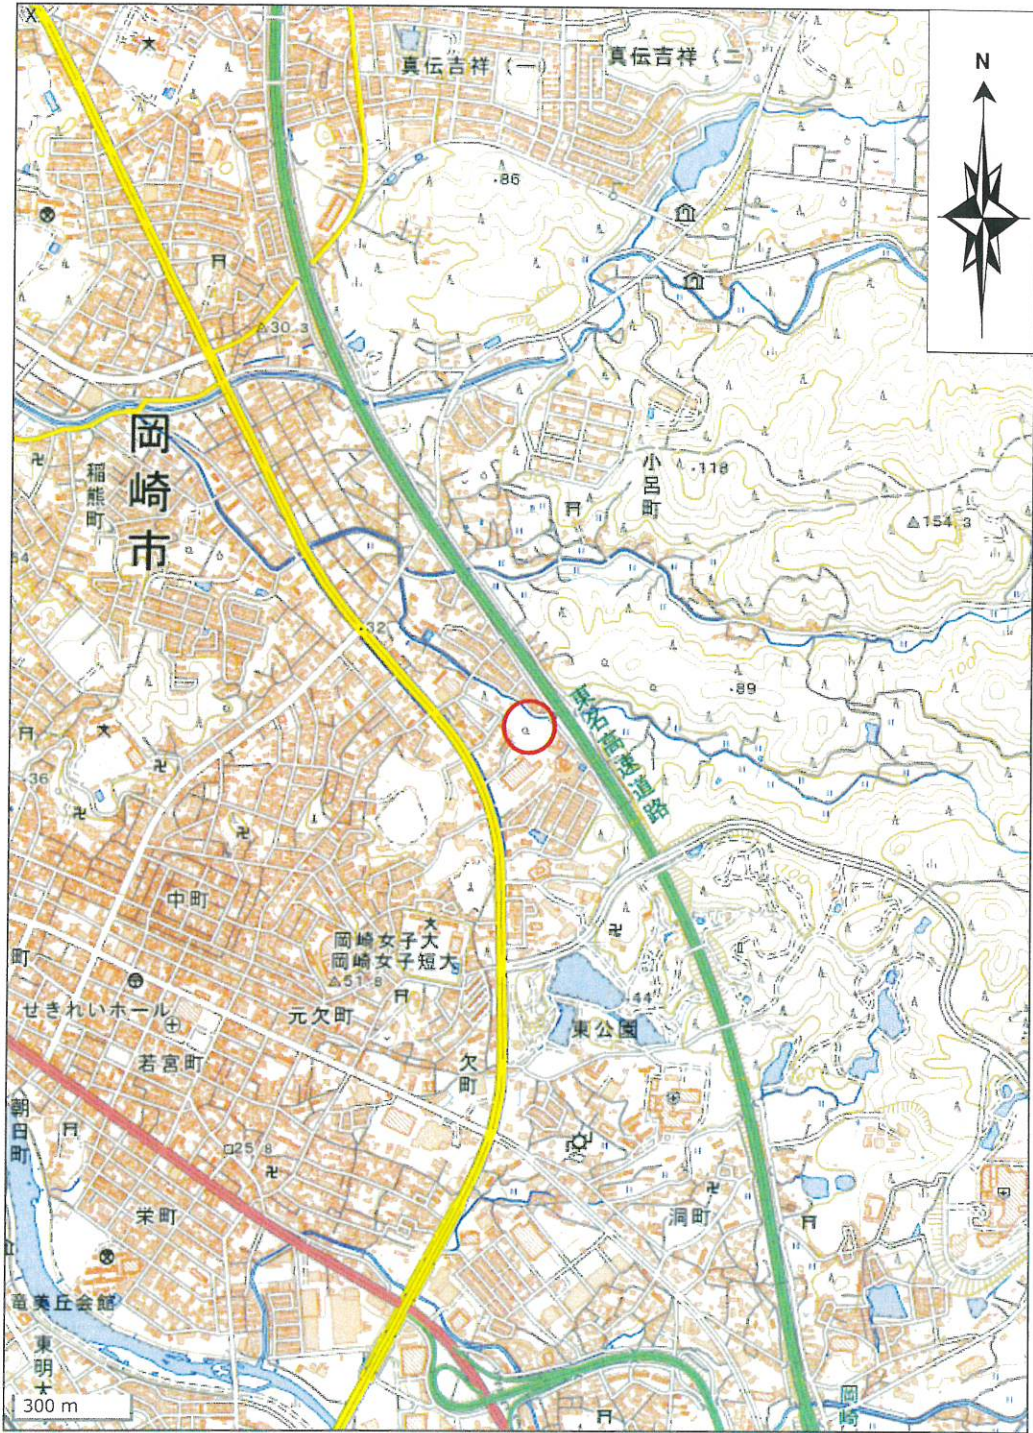 真伝吉祥(一)
真伝吉祥(二)
N
・86
△30.3
岡崎市
稲熊町
小呂町
・118
△154.3
64
・32
・89
東名高速道路
36
中町
岡崎女子大
岡崎女子短大
△51.8
町
・44
せきれいホール
元欠町
東公園
若宮町
欠町
朝日町
□25.8
栄町
洞町
竜美丘会館
東明大
岡崎
300 m